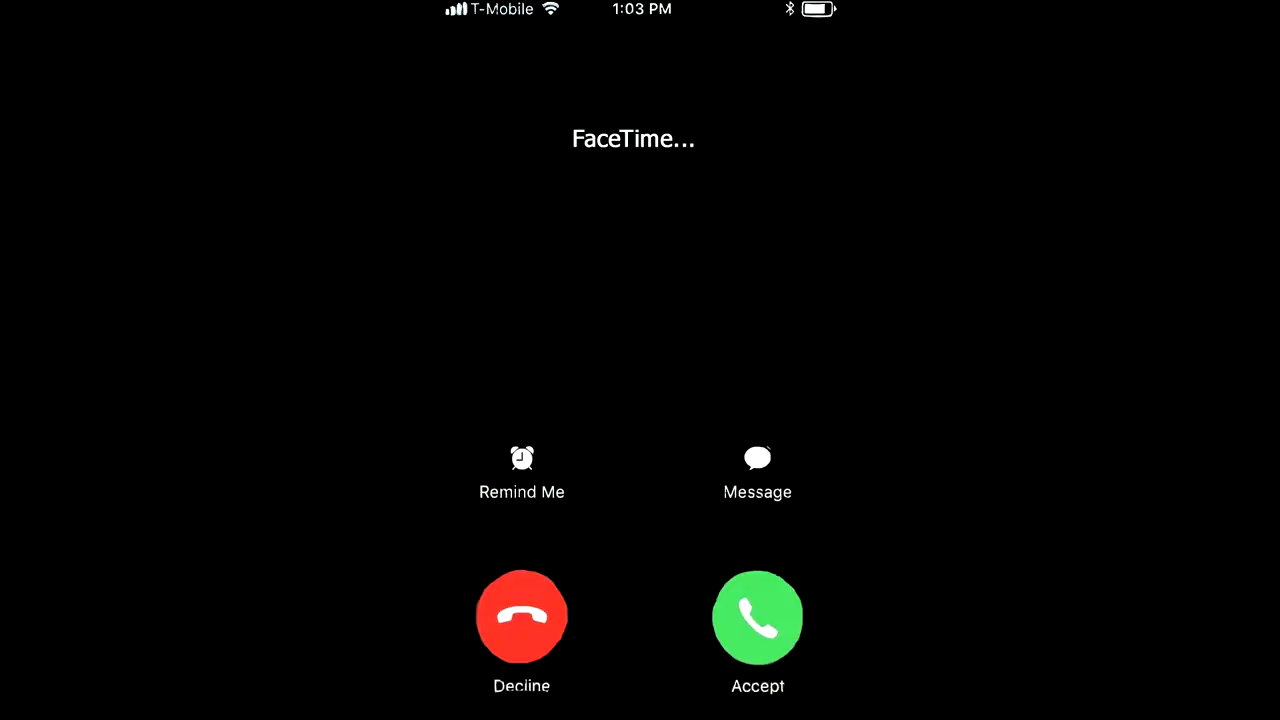 T-Mobile 1:03 PM
FaceTime...
Remind Me Message
Decline Accept